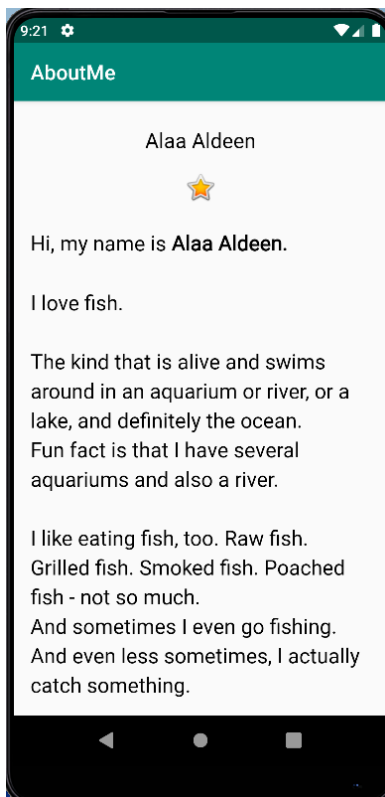 9:21
AboutMe
Alaa Aldeen
Hi, my name is Alaa Aldeen.
I love fish.
The kind that is alive and swims
around in an aquarium or river, or a
lake, and definitely the ocean.
Fun fact is that I have several
aquariums and also a river.
I like eating fish, too. Raw fish.
Grilled fish. Smoked fish. Poached
fish - not so much.
And sometimes I even go fishing.
And even less sometimes, I actually
catch something.